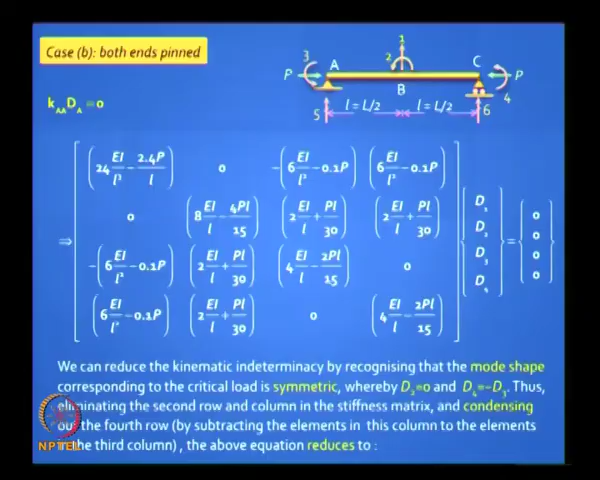 Case (b): both ends pinned
1
3 A 2 C
P P
B 4
5 l = L/2 l = L/2 6
k_AA D_A = 0
(24 EI/l³ − 2.4P/l) 0 −(6 EI/l² − 0.1P) (6 EI/l² − 0.1P) D₁ 0
0 (8 EI/l − 4Pl/15) (2 EI/l + Pl/30) (2 EI/l + Pl/30) D₂ 0
⇒ = 
−(6 EI/l² − 0.1P) (2 EI/l + Pl/30) (4 EI/l − 2Pl/15) 0 D₃ 0
(6 EI/l² − 0.1P) (2 EI/l + Pl/30) 0 (4 EI/l − 2Pl/15) D₄ 0
We can reduce the kinematic indeterminacy by recognising that the mode shape
corresponding to the critical load is symmetric, whereby D₂=0 and D₄=−D₃. Thus,
eliminating the second row and column in the stiffness matrix, and condensing
out the fourth row (by subtracting the elements in this column to the elements
in the third column), the above equation reduces to :
NPTEL